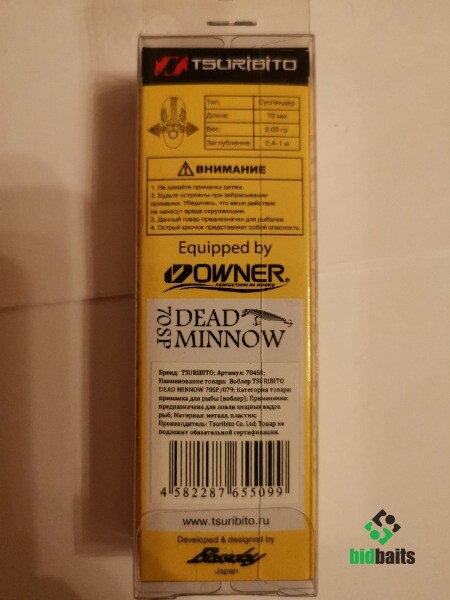 TSURIBITO
Тип: Суспендер
Длина: 70 мм
Вес: 5,00 гр
Заглубление: 0,4-1 м
ВНИМАНИЕ
1. Не давайте приманку детям.
2. Будьте осторожны при забрасывании
приманки. Убедитесь, что ваши действия
не нанесут вреда окружающим.
3. Данный товар предназначен для рыбалки.
4. Острый крючок представляет собой опасность.
Equipped by
OWNER®
PERFECTION IN HOOKS
70SP
DEAD
MINNOW
Бренд: TSURIBITO; Артикул: 70450;
Наименование товара: Воблер TSURIBITO
DEAD MINNOW 70SP/079; Категория товара:
приманка для рыбы (воблер); Применение:
предназначена для ловли хищных видов
рыб; Материал: металл, пластик;
Производитель: Tsuribito Co. Ltd; Товар не
подлежит обязательной сертификации.
4 582287 655099
www.tsuribito.ru
Developed & designed by
Bassday
Japan
bidbaits